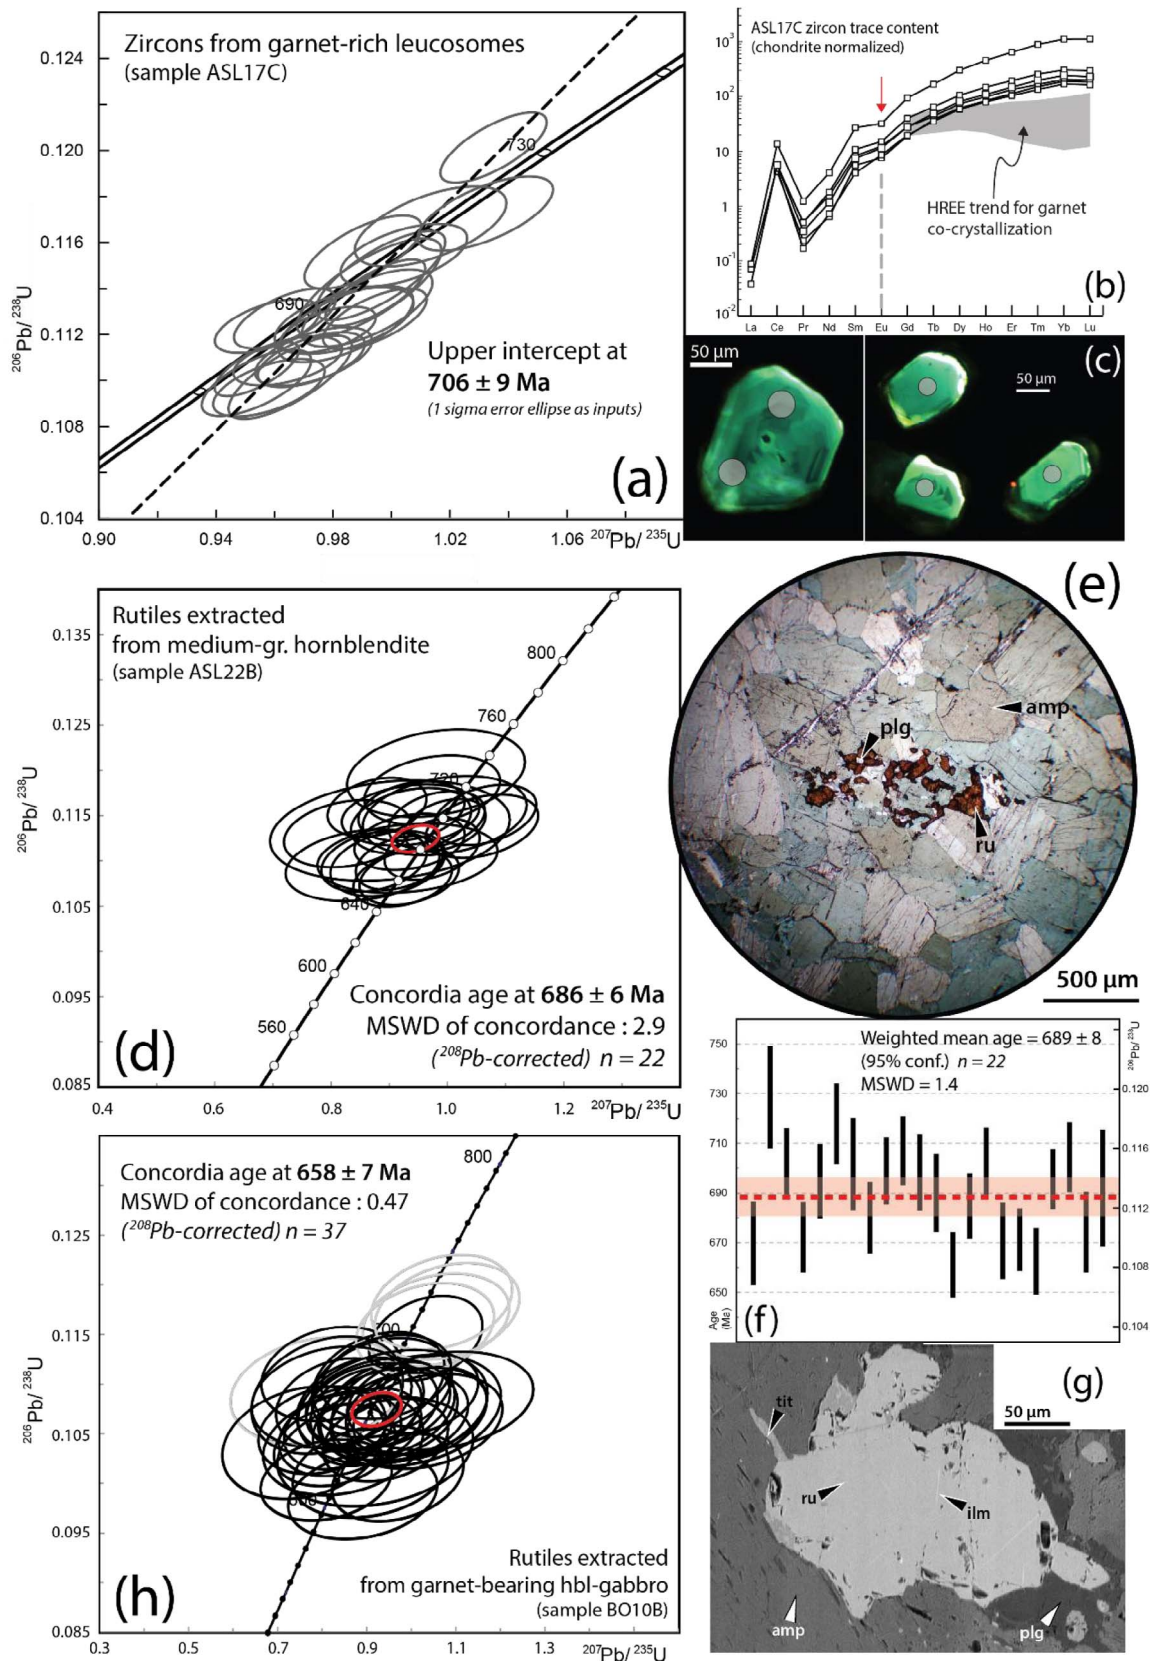 Zircons from garnet-rich leucosomes
(sample ASL17C)
0.124
0.120
0.116
0.112
0.108
0.104
²⁰⁶Pb/ ²³⁸U
730
690
Upper intercept at
706 ± 9 Ma
(1 sigma error ellipse as inputs)
(a)
0.90
0.94
0.98
1.02
1.06
²⁰⁷Pb/ ²³⁵U
ASL17C zircon trace content
(chondrite normalized)
10³
10²
10
1
10⁻¹
10⁻²
HREE trend for garnet
co-crystallization
(b)
La Ce Pr Nd Sm Eu Gd Tb Dy Ho Er Tm Yb Lu
50 µm
50 µm
(c)
Rutiles extracted
from medium-gr. hornblendite
(sample ASL22B)
0.135
0.125
0.115
0.105
0.095
0.085
²⁰⁶Pb/ ²³⁸U
800
760
720
640
600
560
Concordia age at 686 ± 6 Ma
MSWD of concordance : 2.9
(²⁰⁸Pb-corrected) n = 22
(d)
0.4
0.6
0.8
1.0
1.2
²⁰⁷Pb/ ²³⁵U
(e)
amp
plg
ru
500 µm
Weighted mean age = 689 ± 8
(95% conf.) n = 22
MSWD = 1.4
750
730
710
690
670
650
Age
(Ma)
(f)
²⁰⁶Pb/ ²³⁸U
0.120
0.116
0.112
0.108
0.104
Concordia age at 658 ± 7 Ma
MSWD of concordance : 0.47
(²⁰⁸Pb-corrected) n = 37
800
700
600
0.125
0.115
0.105
0.095
0.085
²⁰⁶Pb/ ²³⁸U
Rutiles extracted
from garnet-bearing hbl-gabbro
(sample BO10B)
(h)
0.3
0.5
0.7
0.9
1.1
1.3
²⁰⁷Pb/ ²³⁵U
(g)
50 µm
tit
ru
ilm
amp
plg